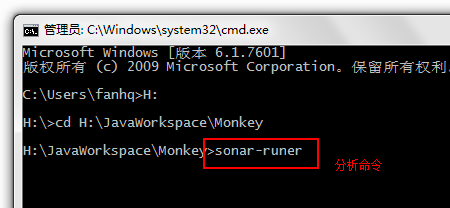 管理员: C:\Windows\system32\cmd.exe
Microsoft Windows [版本 6.1.7601]
版权所有 (c) 2009 Microsoft Corporation。保留所有权利。
C:\Users\fanhq>H:
H:\>cd H:\JavaWorkspace\Monkey
H:\JavaWorkspace\Monkey>sonar-runer
分析命令